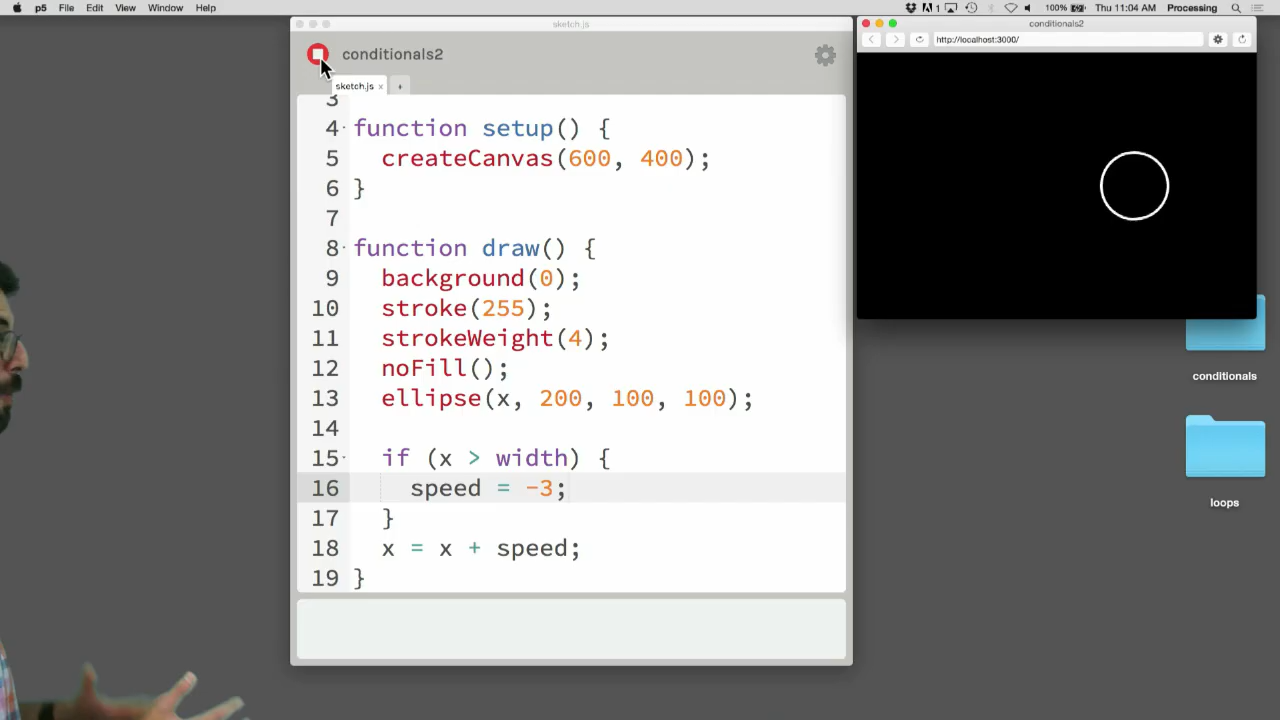 p5 File Edit View Window Help
1 100% Thu 11:04 AM Processing
sketch.js
conditionals2
sketch.js x +
3
4 function setup() {
5 createCanvas(600, 400);
6 }
7
8 function draw() {
9 background(0);
10 stroke(255);
11 strokeWeight(4);
12 noFill();
13 ellipse(x, 200, 100, 100);
14
15 if (x > width) {
16 speed = -3;
17 }
18 x = x + speed;
19 }
conditionals2
http://localhost:3000/
conditionals
loops